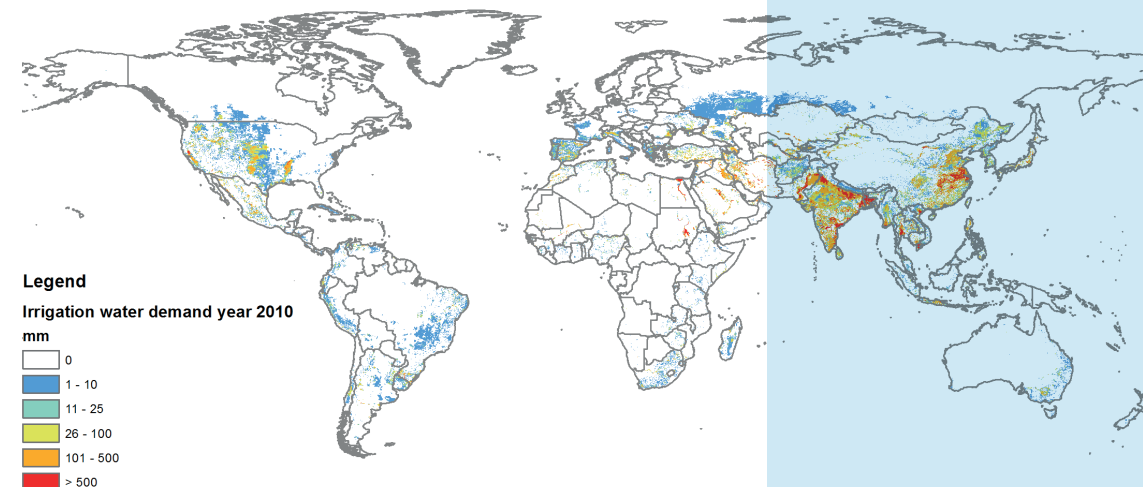 Legend
Irrigation water demand year 2010
mm
0
1 - 10
11 - 25
26 - 100
101 - 500
> 500